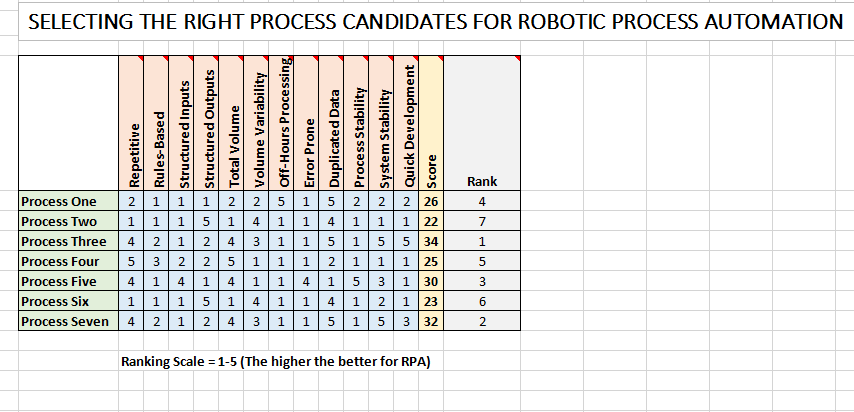 SELECTING THE RIGHT PROCESS CANDIDATES FOR ROBOTIC PROCESS AUTOMATION
Repetitive Rules-Based Structured Inputs Structured Outputs Total Volume Volume Variability Off-Hours Processing Error Prone Duplicated Data Process Stability System Stability Quick Development Score Rank
Process One 2 1 1 1 2 2 5 1 5 2 2 2 26 4
Process Two 1 1 1 5 1 4 1 1 4 1 1 1 22 7
Process Three 4 2 1 2 4 3 1 1 5 1 5 5 34 1
Process Four 5 3 2 2 5 1 1 1 2 1 1 1 25 5
Process Five 4 1 4 1 4 1 1 4 1 5 3 1 30 3
Process Six 1 1 1 5 1 4 1 1 4 1 2 1 23 6
Process Seven 4 2 1 2 4 3 1 1 5 1 5 3 32 2
Ranking Scale = 1-5 (The higher the better for RPA)